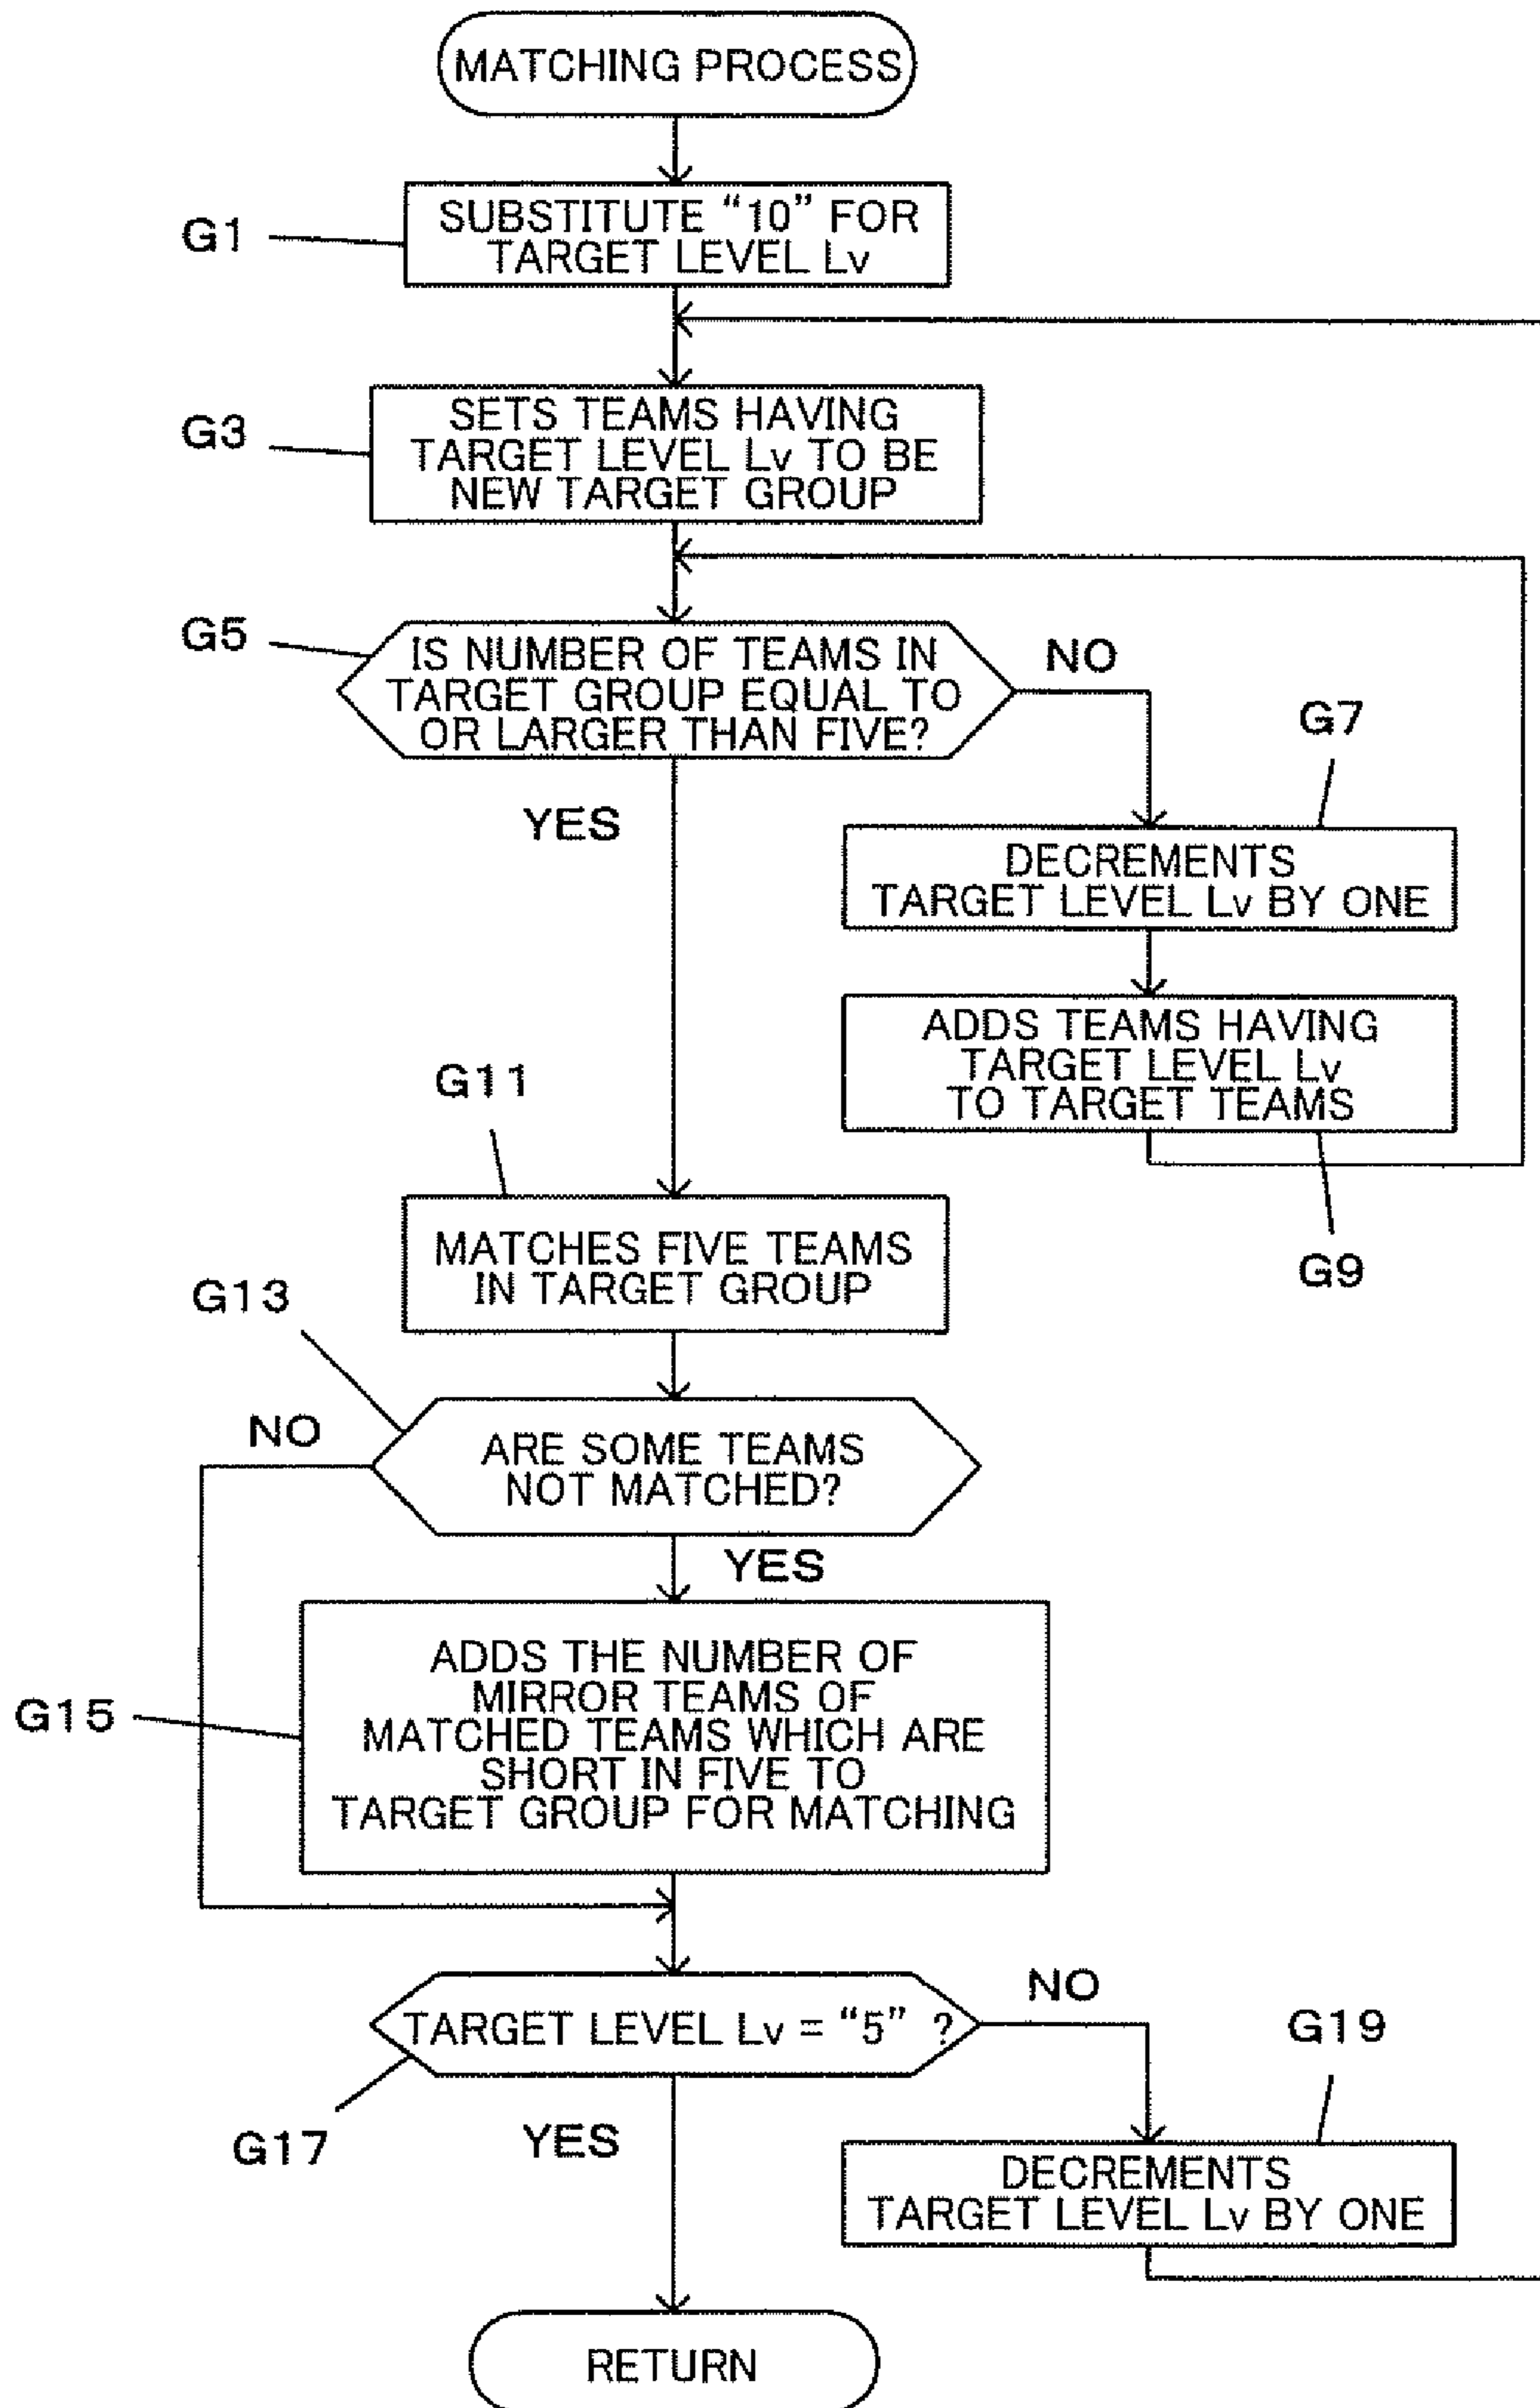 MATCHING PROCESS
G1
SUBSTITUTE “10” FOR
TARGET LEVEL Lv
G3
SETS TEAMS HAVING
TARGET LEVEL Lv TO BE
NEW TARGET GROUP
G5
IS NUMBER OF TEAMS IN
TARGET GROUP EQUAL TO
OR LARGER THAN FIVE?
NO
YES
G7
DECREMENTS
TARGET LEVEL Lv BY ONE
ADDS TEAMS HAVING
TARGET LEVEL Lv
TO TARGET TEAMS
G9
G11
MATCHES FIVE TEAMS
IN TARGET GROUP
G13
NO
ARE SOME TEAMS
NOT MATCHED?
YES
G15
ADDS THE NUMBER OF
MIRROR TEAMS OF
MATCHED TEAMS WHICH ARE
SHORT IN FIVE TO
TARGET GROUP FOR MATCHING
TARGET LEVEL Lv = “5” ?
NO
G17
YES
G19
DECREMENTS
TARGET LEVEL Lv BY ONE
RETURN